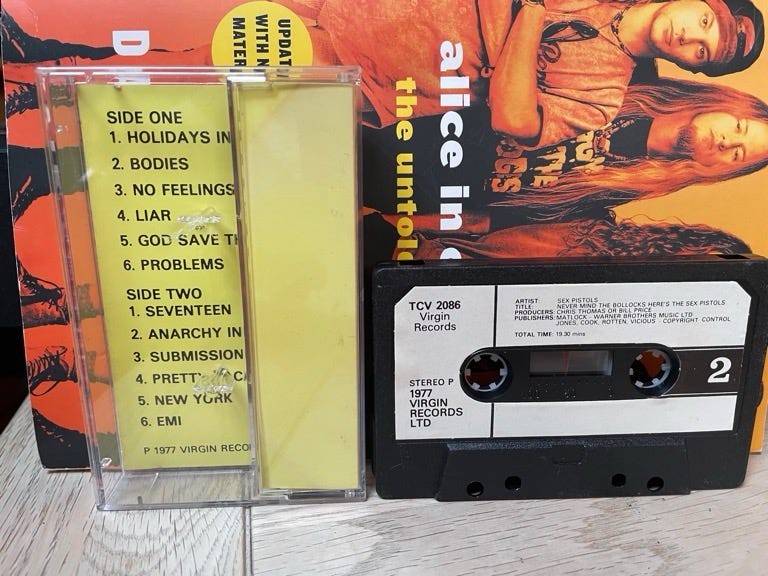 UPDAT
WITH N
MATER
D
alice in c
the untold
SIDE ONE
1. HOLIDAYS IN
2. BODIES
3. NO FEELINGS
4. LIAR
5. GOD SAVE TH
6. PROBLEMS
SIDE TWO
1. SEVENTEEN
2. ANARCHY IN
3. SUBMISSION
4. PRETTY CA
5. NEW YORK
6. EMI
P 1977 VIRGIN RECO
TCV 2086
Virgin
Records
ARTIST: SEX PISTOLS
TITLE: NEVER MIND THE BOLLOCKS HERE'S THE SEX PISTOLS
PRODUCERS: CHRIS THOMAS OR BILL PRICE
PUBLISHERS: MATLOCK - WARNER BROTHERS MUSIC LTD
JONES, COOK, ROTTEN, VICIOUS - COPYRIGHT CONTROL
TOTAL TIME: 19.30 mins
STEREO P
1977
VIRGIN
RECORDS
LTD
2